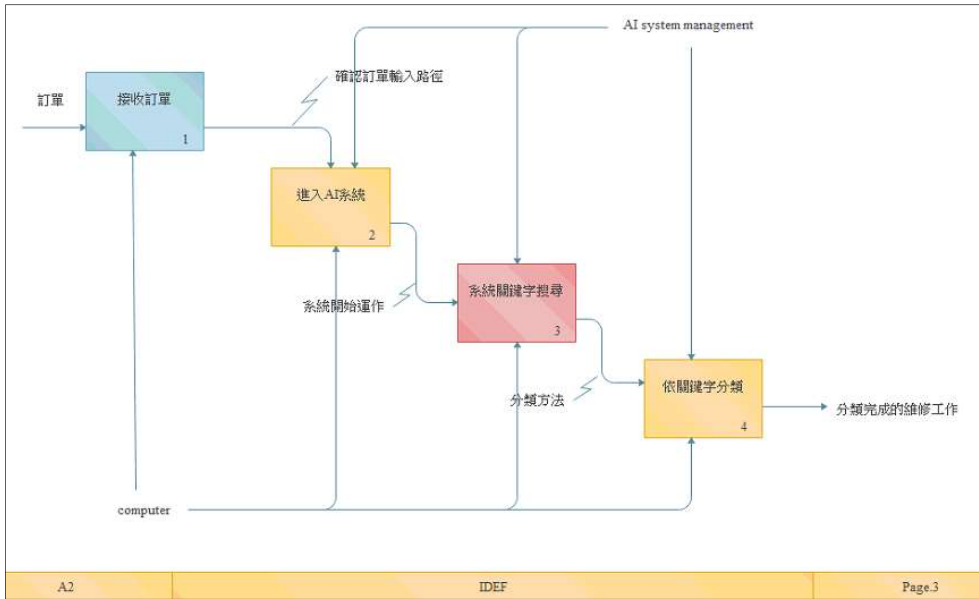 AI system management
確認訂單輸入路徑
訂單
接收訂單
1
進入AI系統
2
系統關鍵字搜尋
3
系統開始運作
依關鍵字分類
4
分類方法
分類完成的維修工作
computer
A2
IDEF
Page.3